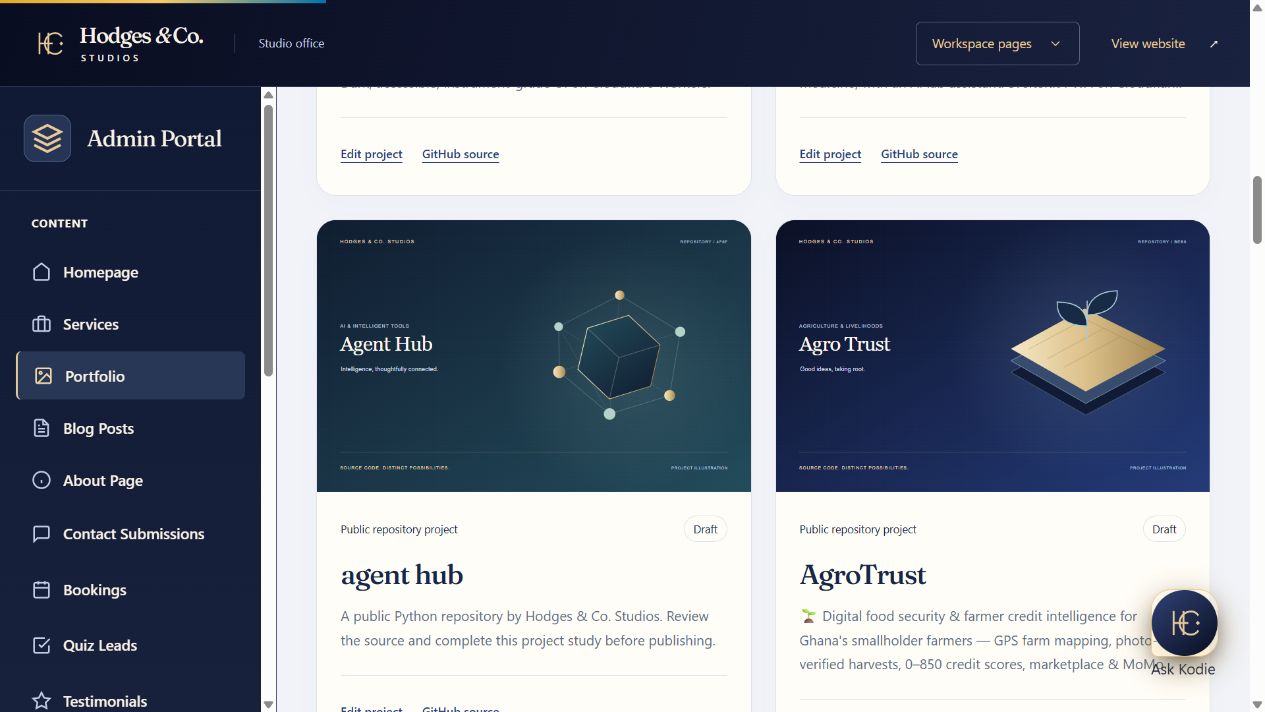 Hodges & Co.
STUDIOS
Studio office
Workspace pages
View website
Admin Portal
CONTENT
Homepage
Services
Portfolio
Blog Posts
About Page
Contact Submissions
Bookings
Quiz Leads
Testimonials
Edit project GitHub source
Edit project GitHub source
HODGES & CO. STUDIOS
AI & INTELLIGENT TOOLS
Agent Hub
Intelligence, thoughtfully connected.
SOURCE CODE. DISTINCT POSSIBILITIES.
PROJECT ILLUSTRATION
Public repository project
Draft
agent hub
A public Python repository by Hodges & Co. Studios. Review
the source and complete this project study before publishing.
Edit project GitHub source
HODGES & CO. STUDIOS
AGRICULTURE & LIVELIHOODS
Agro Trust
Good ideas, taking root.
SOURCE CODE. DISTINCT POSSIBILITIES.
PROJECT ILLUSTRATION
Public repository project
Draft
AgroTrust
🌱 Digital food security & farmer credit intelligence for
Ghana's smallholder farmers — GPS farm mapping, photo-
verified harvests, 0–850 credit scores, marketplace & MoMo
Ask Kodie